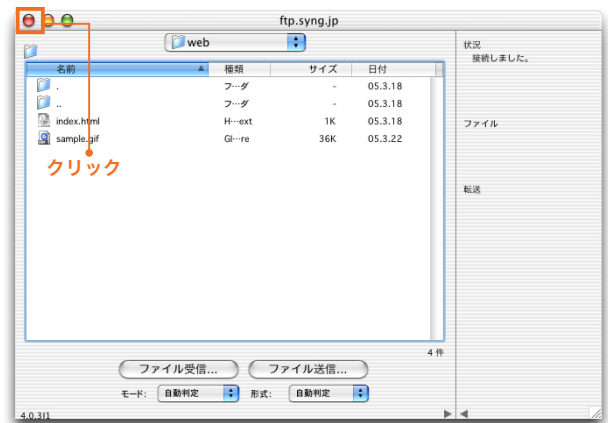 ftp.syng.jp
web
名前 種類 サイズ 日付
. フ…ダ - 05.3.18
.. フ…ダ - 05.3.18
index.html H…ext 1K 05.3.18
sample.gif GI…re 36K 05.3.22
クリック
4 件
ファイル受信... ファイル送信...
モード: 自動判定 形式: 自動判定
4.0.3J1
状況
接続しました。
ファイル
転送